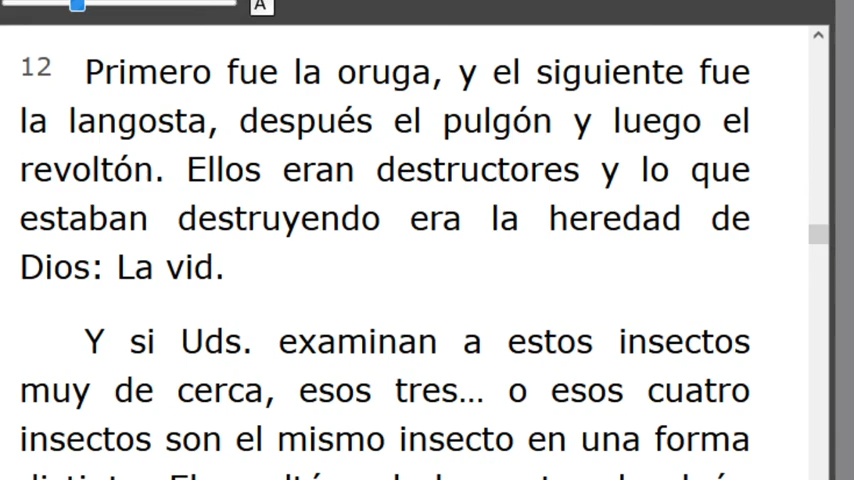 A
12 Primero fue la oruga, y el siguiente fue
la langosta, después el pulgón y luego el
revoltón. Ellos eran destructores y lo que
estaban destruyendo era la heredad de
Dios: La vid.
Y si Uds. examinan a estos insectos
muy de cerca, esos tres... o esos cuatro
insectos son el mismo insecto en una forma